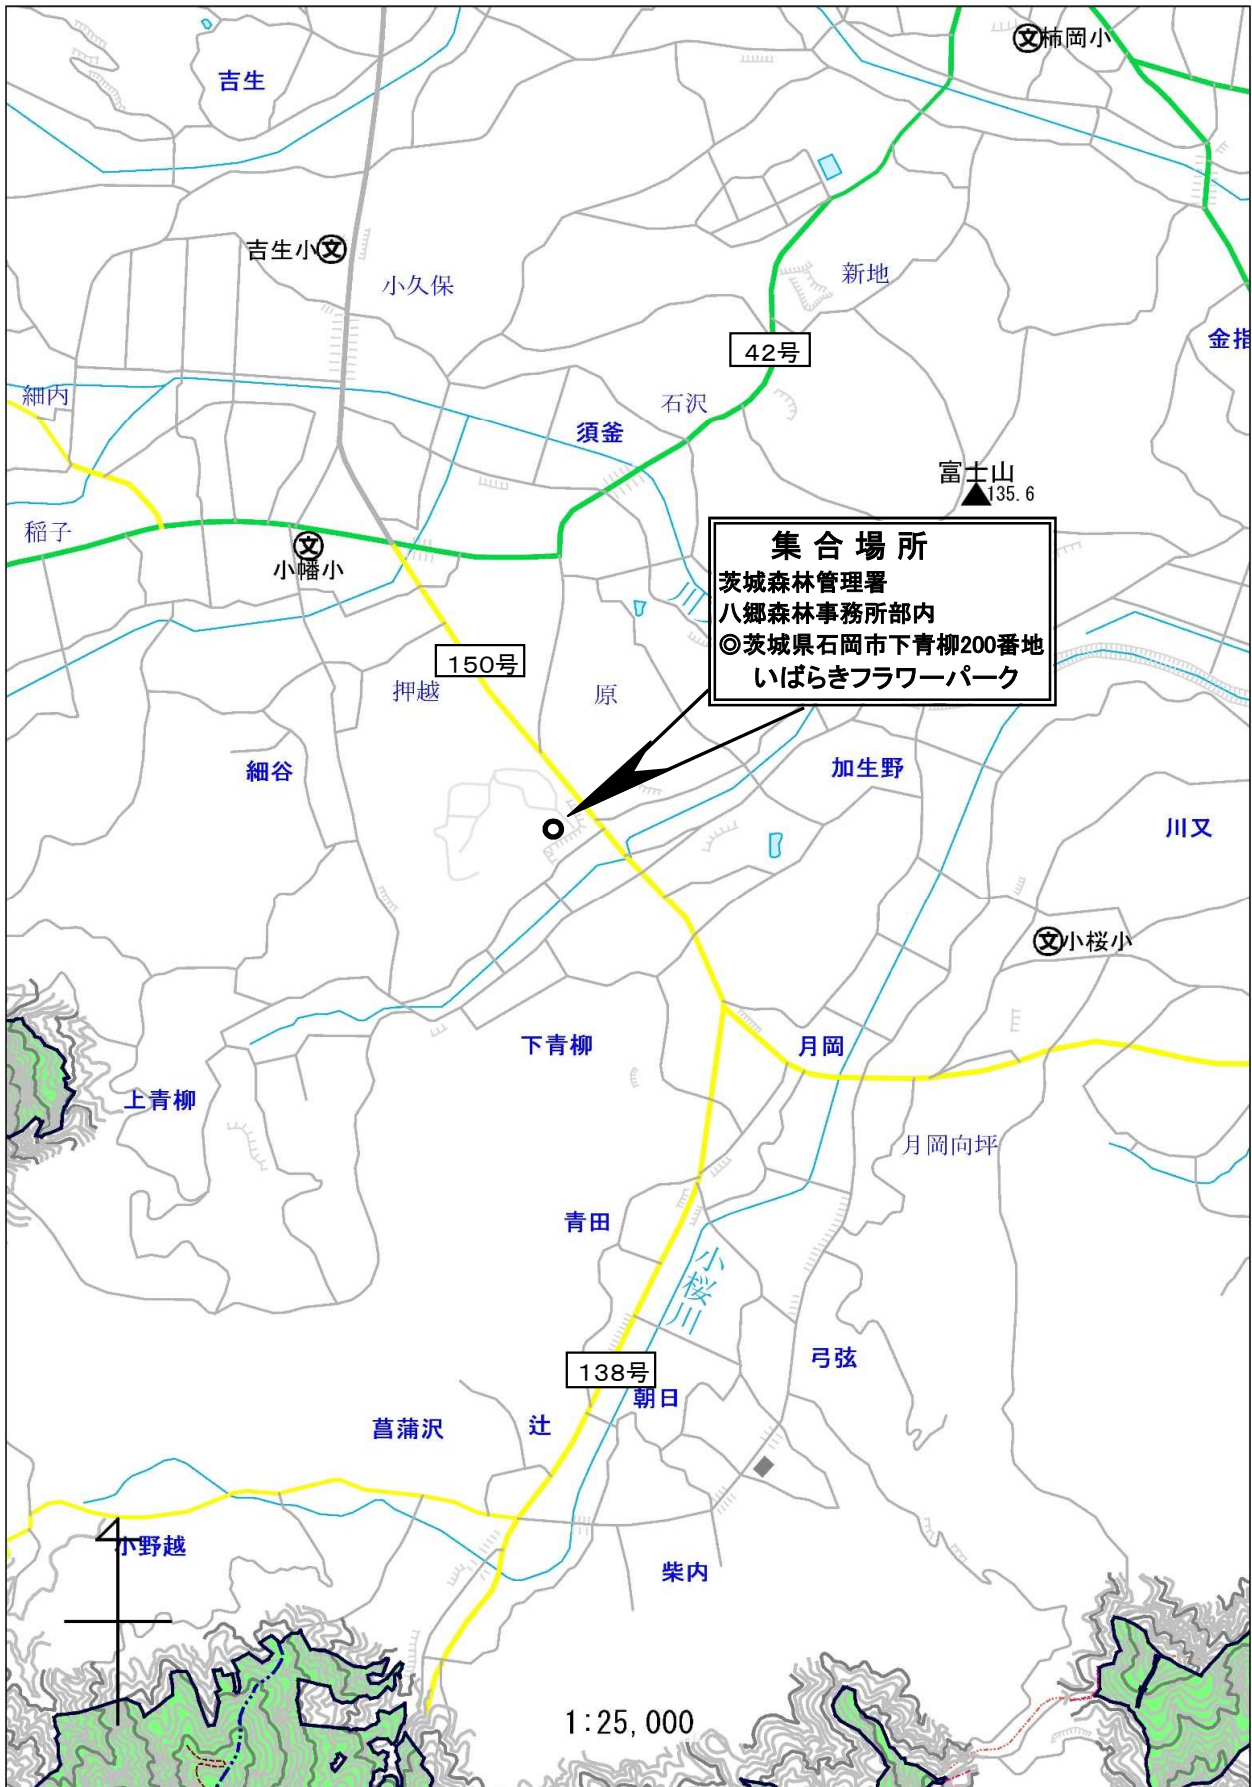 文柿岡小
吉生
吉生小文
小久保
新地
42号
金指
細内
石沢
須釜
富士山
135.6
稲子
文
小幡小
集合場所
茨城森林管理署
八郷森林事務所部内
◎茨城県石岡市下青柳200番地
いばらきフラワーパーク
川
150号
押越
原
細谷
加生野
川又
文小桜小
下青柳
月岡
上青柳
月岡向坪
青田
小桜川
弓弦
138号
朝日
菖蒲沢
辻
小野越
柴内
1:25,000